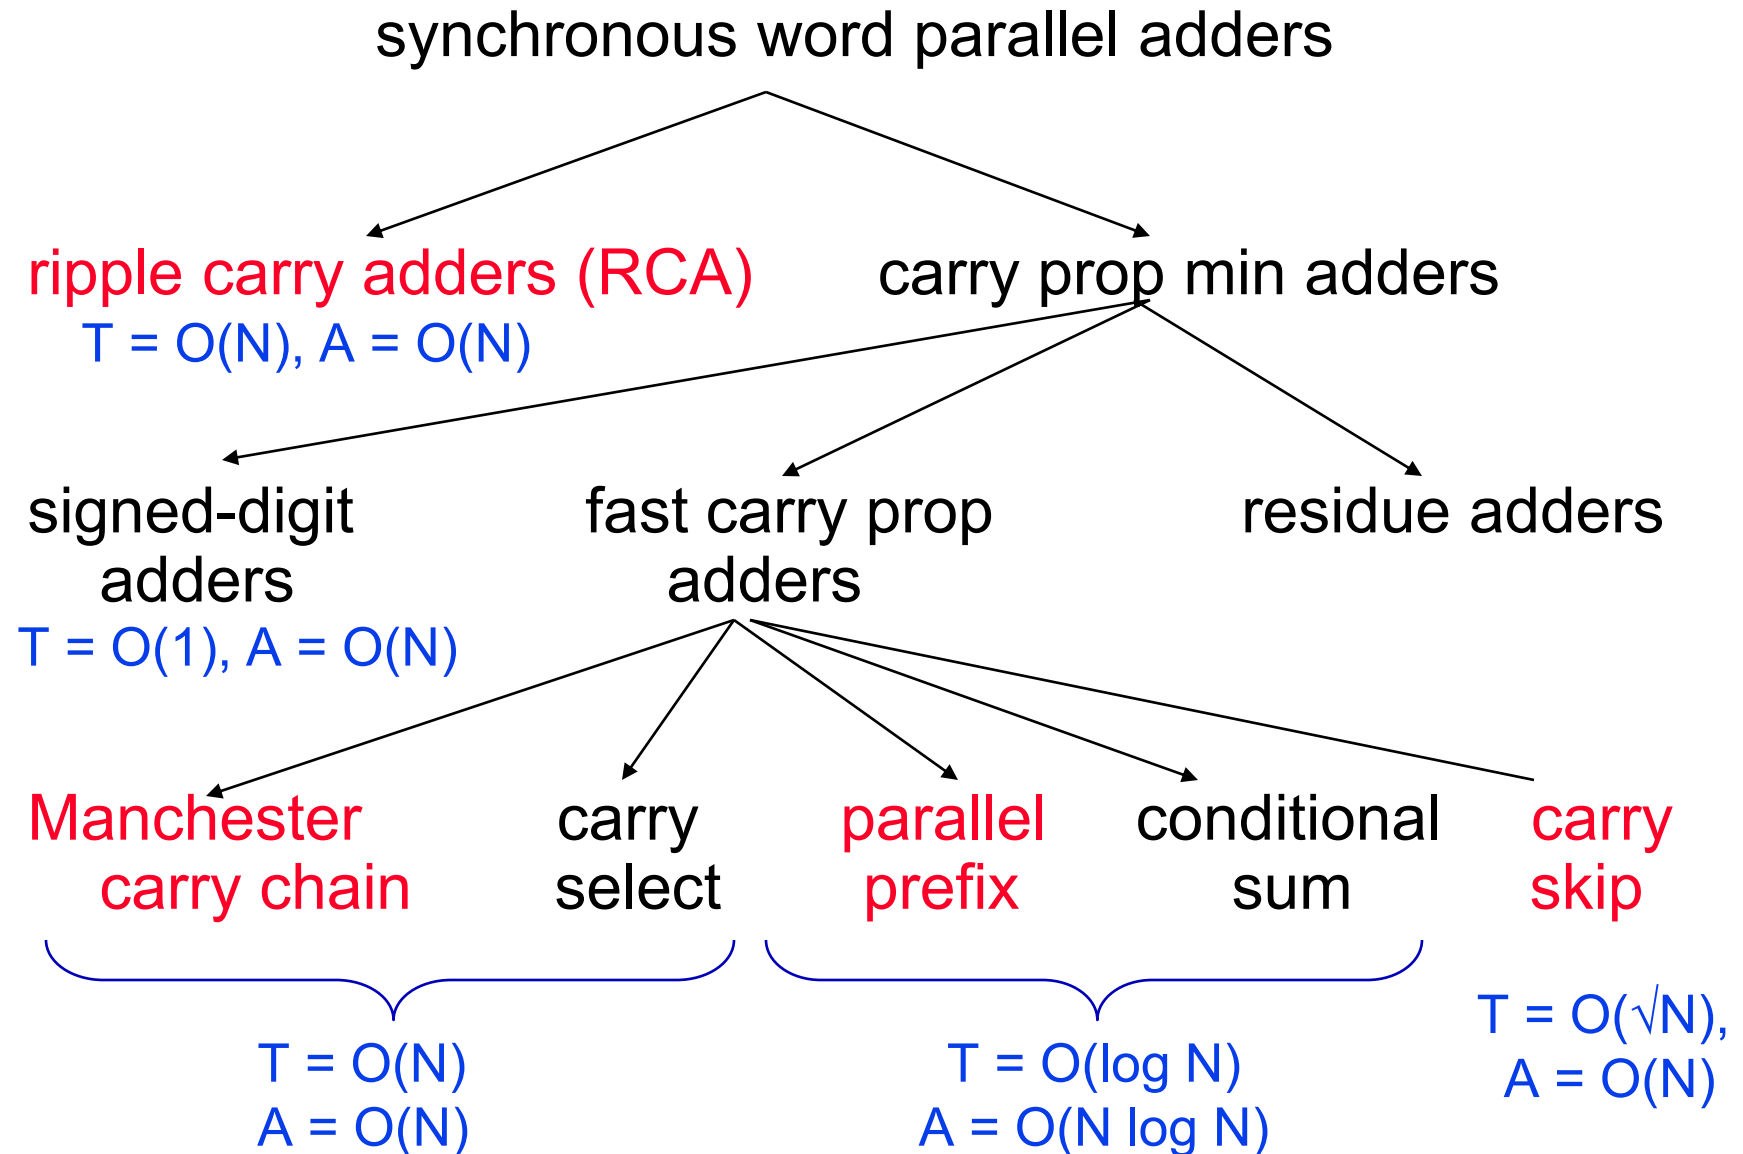 synchronous word parallel adders
ripple carry adders (RCA)
carry prop min adders
T = O(N), A = O(N)
signed-digit
adders
fast carry prop
adders
residue adders
T = O(1), A = O(N)
Manchester
carry chain
carry
select
parallel
prefix
conditional
sum
carry
skip
T = O(N)
A = O(N)
T = O(log N)
A = O(N log N)
T = O(√N),
A = O(N)